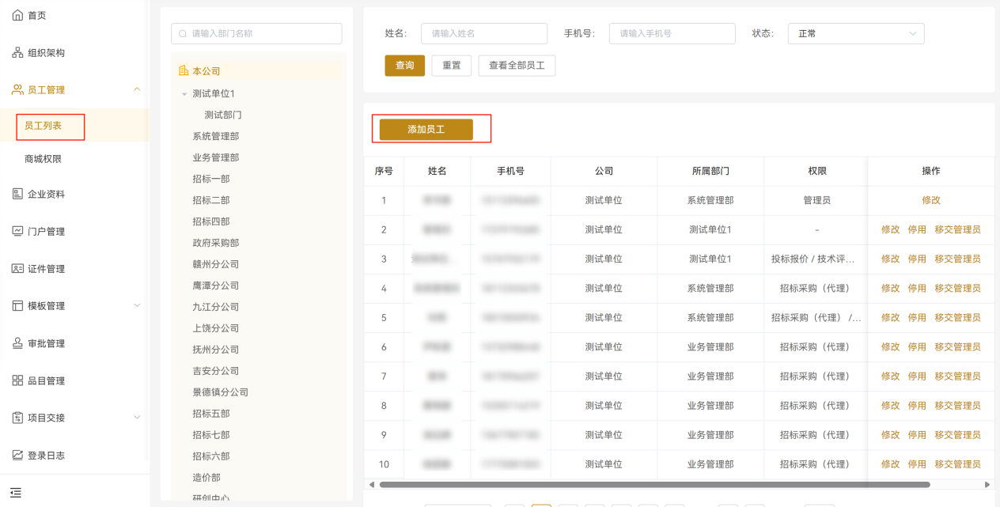 首页
组织架构
员工管理
员工列表
商城权限
企业资料
门户管理
证件管理
模板管理
审批管理
品目管理
项目交接
登录日志
请输入部门名称
本公司
测试单位1
测试部门
系统管理部
业务管理部
招标一部
招标二部
招标四部
政府采购部
赣州分公司
鹰潭分公司
九江分公司
上饶分公司
抚州分公司
吉安分公司
景德镇分公司
招标五部
招标七部
招标六部
造价部
研创中心
姓名: 请输入姓名 手机号: 请输入手机号 状态: 正常
查询 重置 查看全部员工
添加员工
序号 姓名 手机号 公司 所属部门 权限 操作
1 测试单位 系统管理部 管理员 修改
2 测试单位 测试单位1 - 修改 停用 移交管理员
3 测试单位 测试单位1 投标报价 / 技术评... 修改 停用 移交管理员
4 测试单位 系统管理部 招标采购（代理） 修改 停用 移交管理员
5 测试单位 系统管理部 招标采购（代理） /... 修改 停用 移交管理员
6 测试单位 业务管理部 招标采购（代理） 修改 停用 移交管理员
7 测试单位 业务管理部 招标采购（代理） 修改 停用 移交管理员
8 测试单位 业务管理部 招标采购（代理） 修改 停用 移交管理员
9 测试单位 业务管理部 招标采购（代理） 修改 停用 移交管理员
10 测试单位 业务管理部 招标采购（代理） 修改 停用 移交管理员